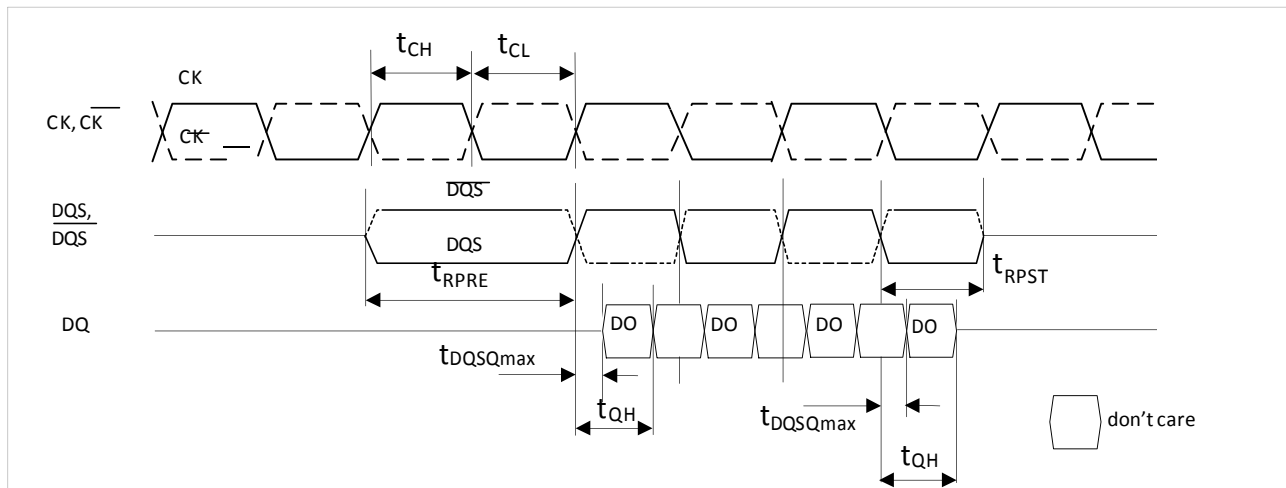 tCH
tCL
CK
CK, CK
CK
DQS
DQS,
DQS
DQS
tRPRE
tRPST
DQ
DO
DO
DO
DO
tDQSQmax
tQH
tDQSQmax
don't care
tQH